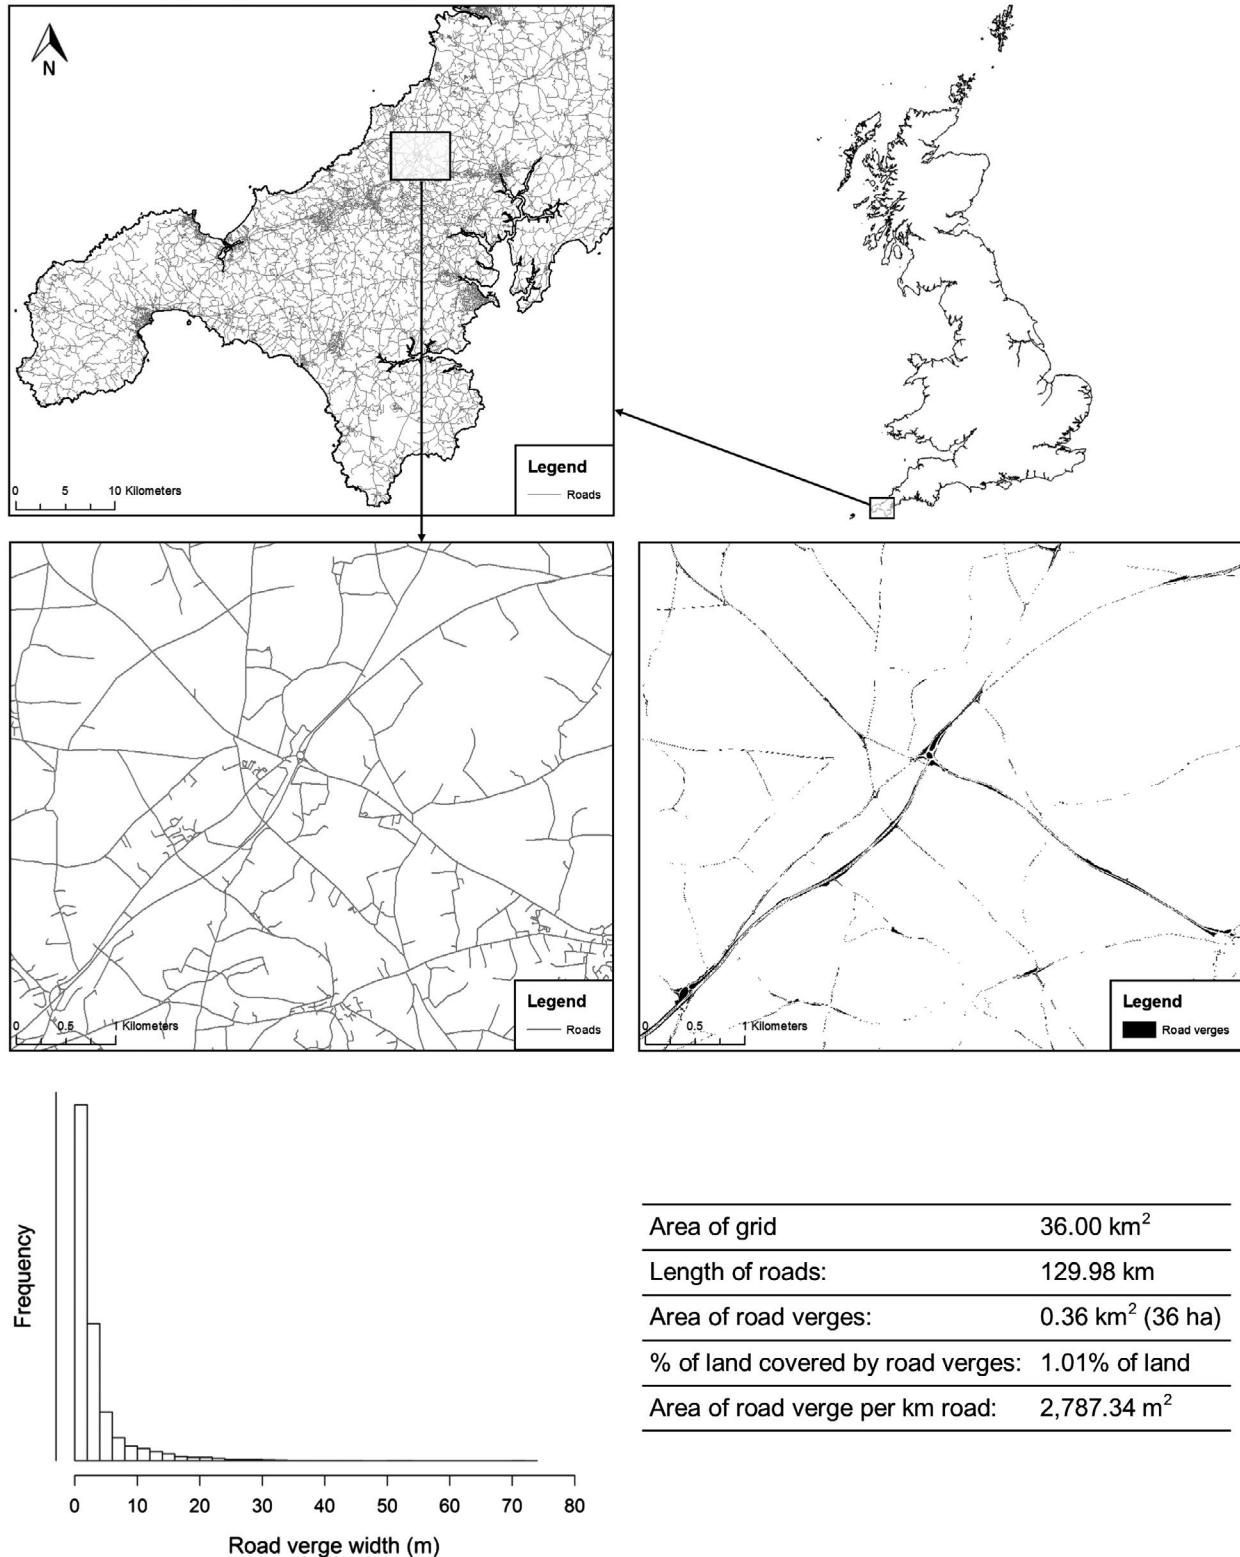 N
Legend
Roads
0 5 10 Kilometers
Legend
Roads
0 0.5 1 Kilometers
Legend
Road verges
0 0.5 1 Kilometers
Frequency
0 10 20 30 40 50 60 70 80
Road verge width (m)
Area of grid 36.00 km²
Length of roads: 129.98 km
Area of road verges: 0.36 km² (36 ha)
% of land covered by road verges: 1.01% of land
Area of road verge per km road: 2,787.34 m²